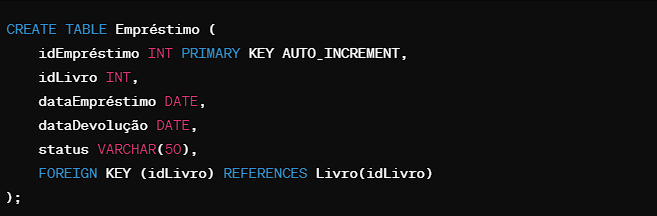 CREATE TABLE Empréstimo (
    idEmpréstimo INT PRIMARY KEY AUTO_INCREMENT,
    idLivro INT,
    dataEmpréstimo DATE,
    dataDevolução DATE,
    status VARCHAR(50),
    FOREIGN KEY (idLivro) REFERENCES Livro(idLivro)
);